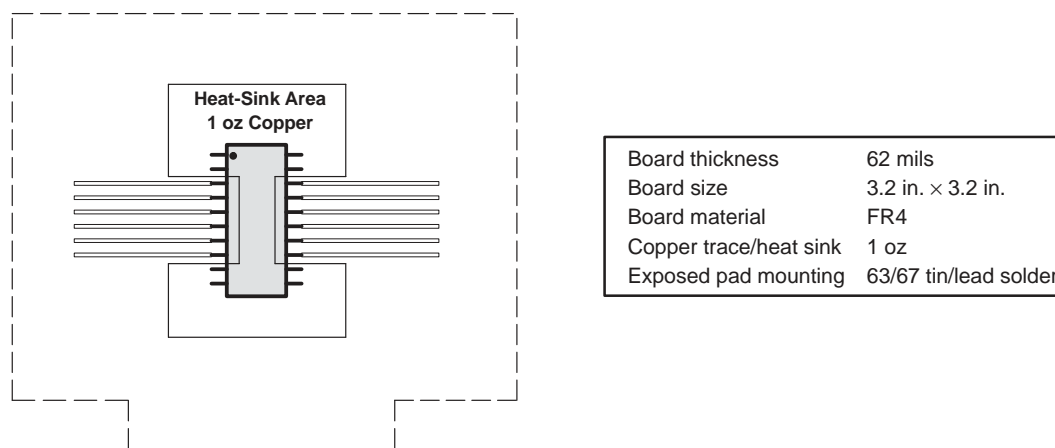 Heat-Sink Area
1 oz Copper
Board thickness 62 mils
Board size 3.2 in. × 3.2 in.
Board material FR4
Copper trace/heat sink 1 oz
Exposed pad mounting 63/67 tin/lead solder